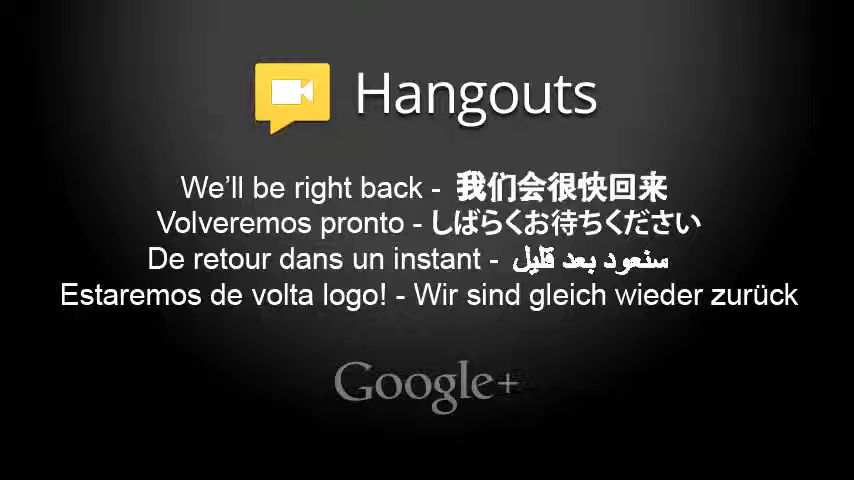 Hangouts
We'll be right back - 我们会很快回来
Volveremos pronto - しばらくお待ちください
De retour dans un instant - سنعود بعد قليل
Estaremos de volta logo! - Wir sind gleich wieder zurück
Google+